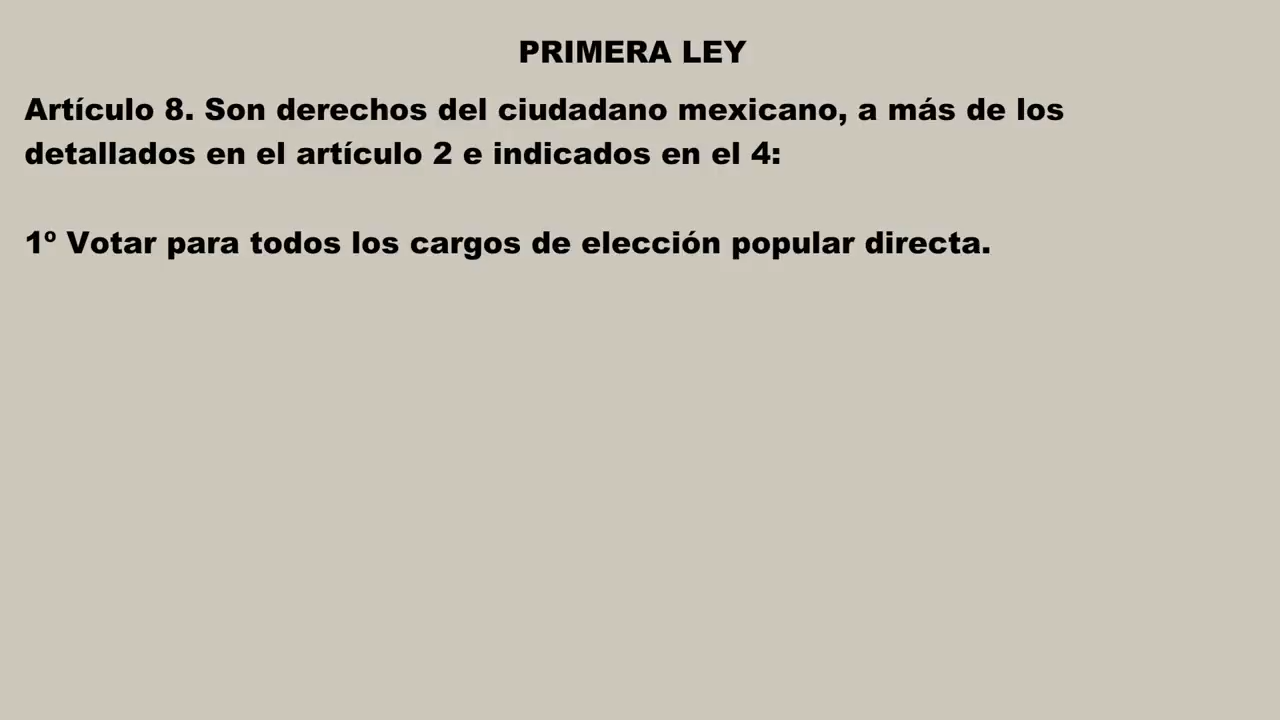 PRIMERA LEY
Artículo 8. Son derechos del ciudadano mexicano, a más de los
detallados en el artículo 2 e indicados en el 4:
1º Votar para todos los cargos de elección popular directa.